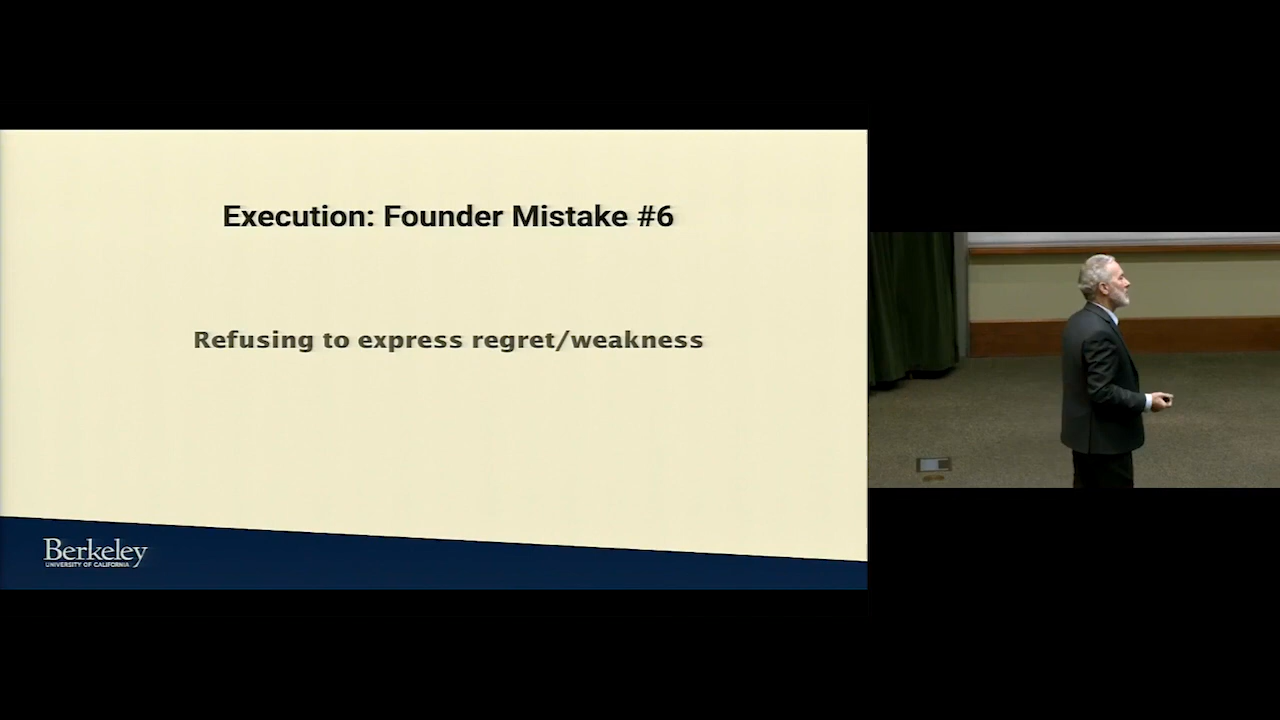 Execution: Founder Mistake #6
Refusing to express regret/weakness
Berkeley
UNIVERSITY OF CALIFORNIA